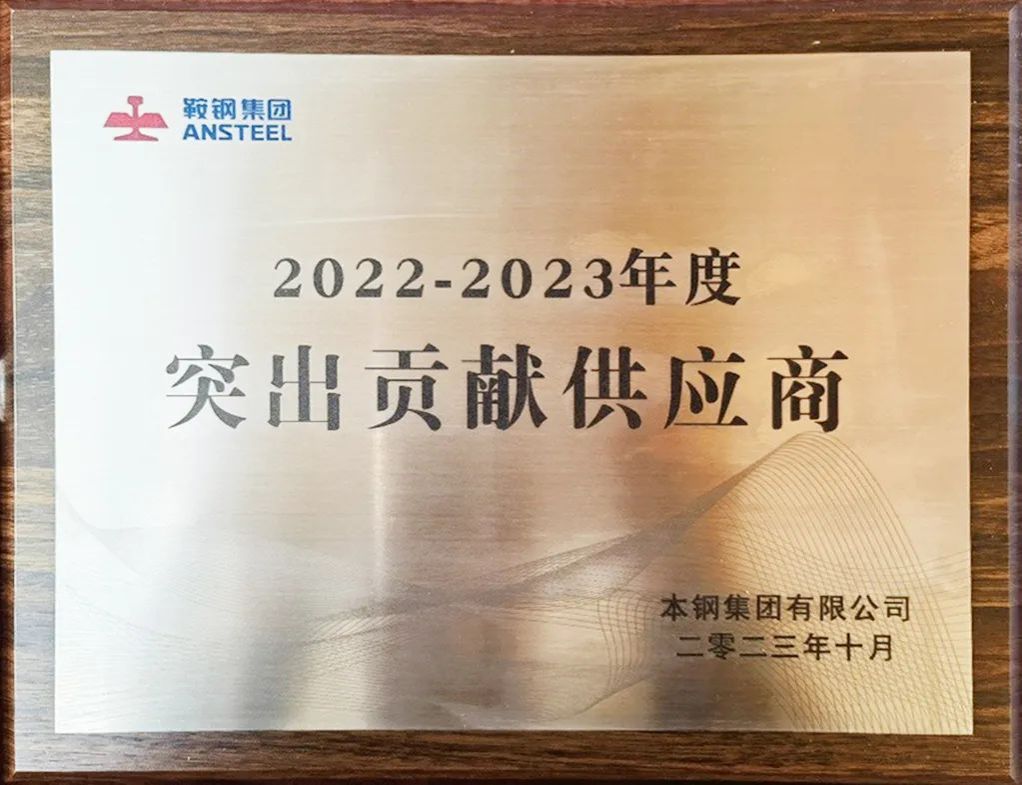 鞍钢集团
ANSTEEL
2022-2023年度
突出贡献供应商
本钢集团有限公司
二零二三年十月